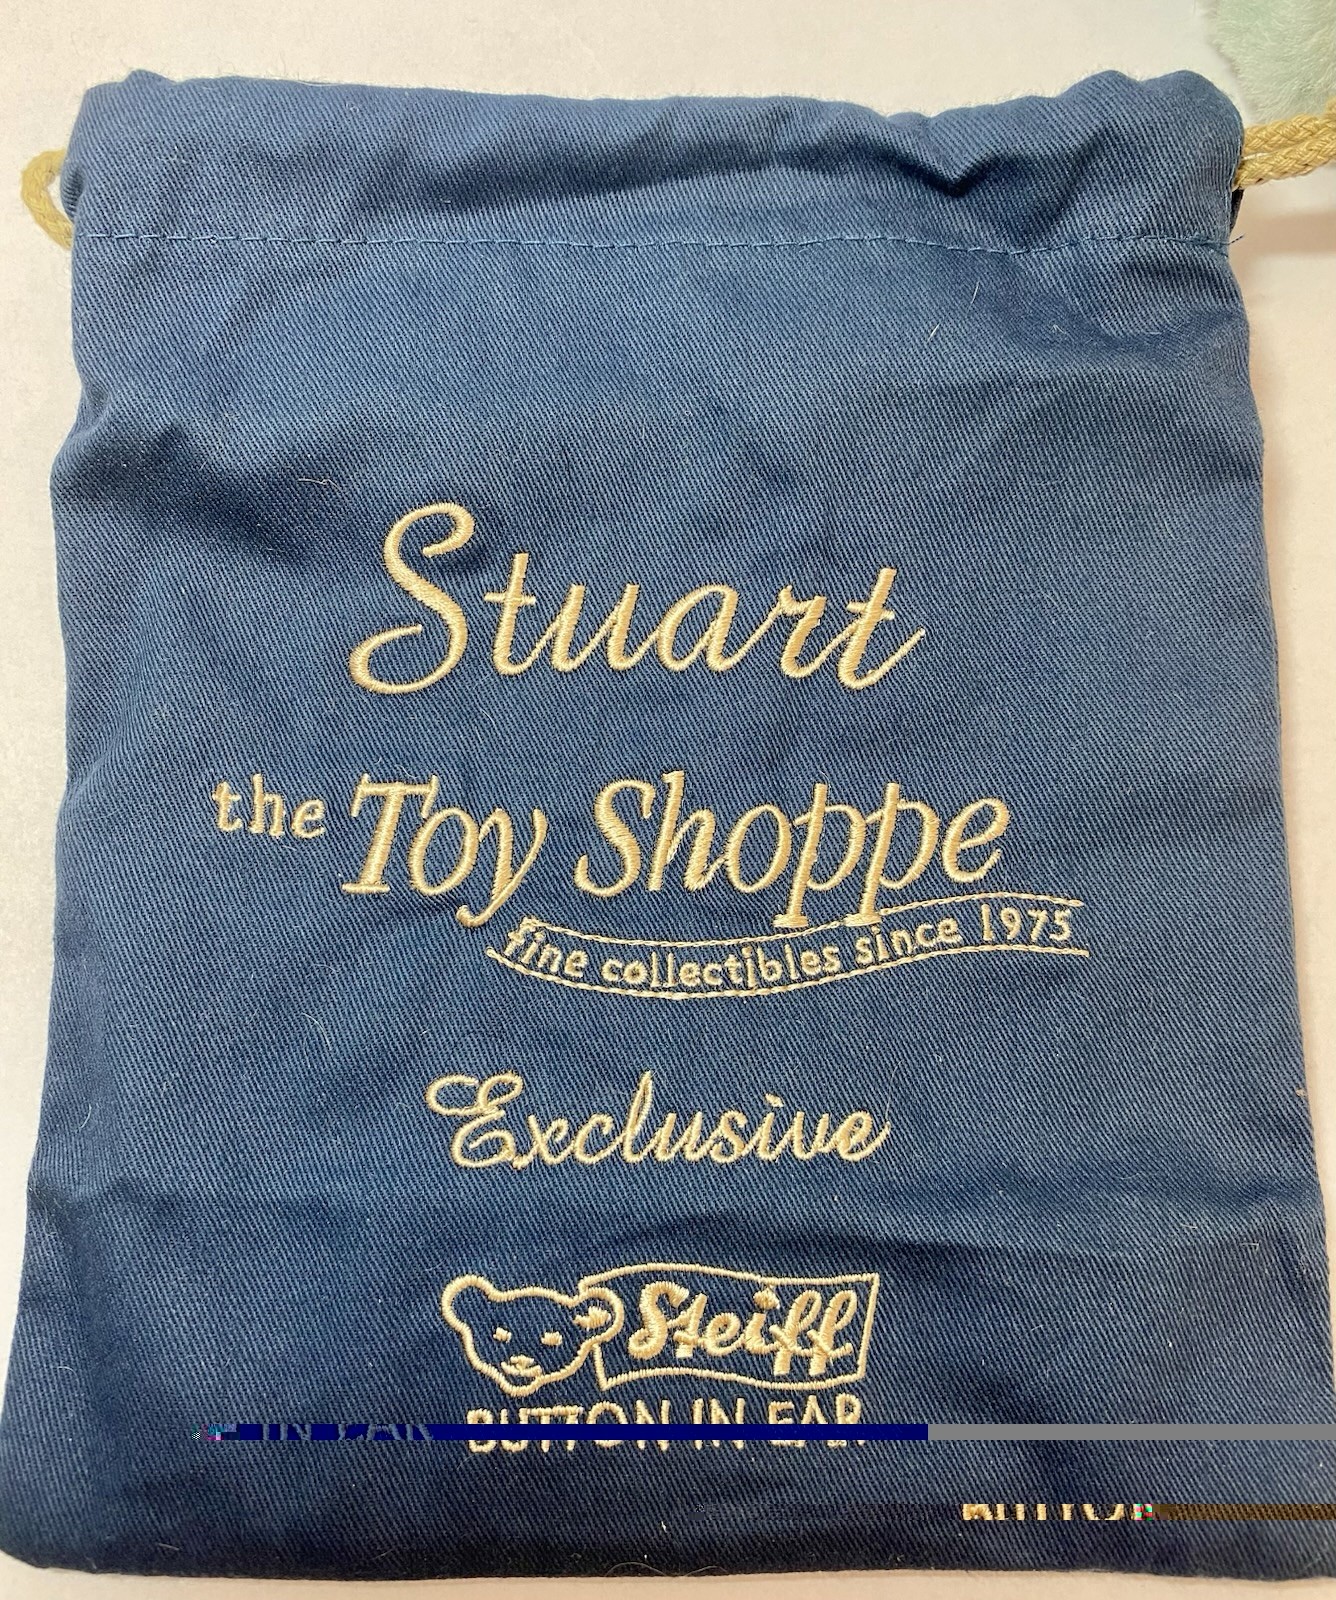 Stuart
the Toy Shoppe
fine collectibles since 1975
Exclusive
Steiff
BUTTON IN EAR